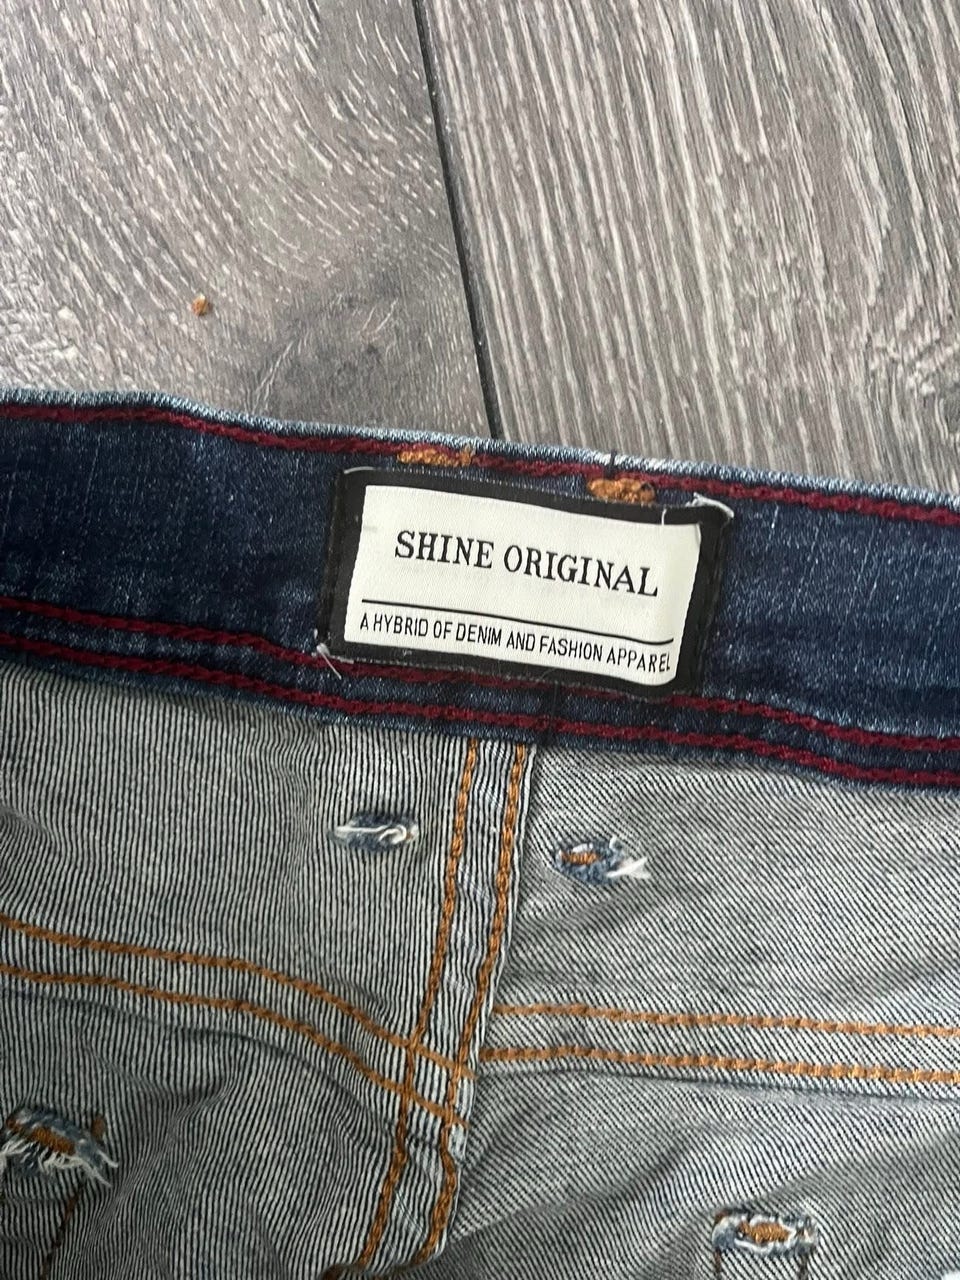 SHINE ORIGINAL
A HYBRID OF DENIM AND FASHION APPAREL